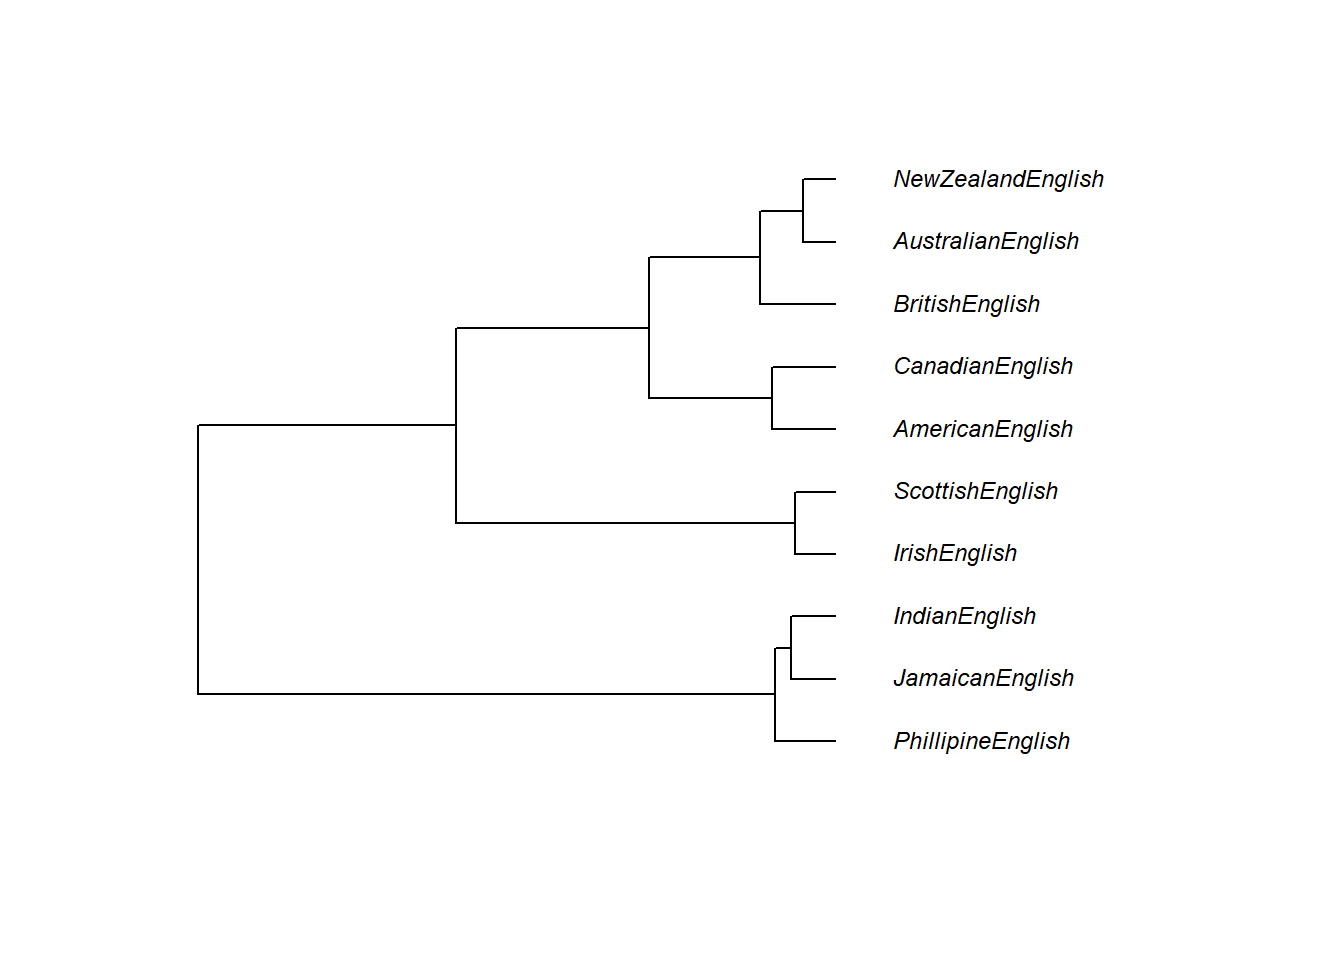 NewZealandEnglish
AustralianEnglish
BritishEnglish
CanadianEnglish
AmericanEnglish
ScottishEnglish
IrishEnglish
IndianEnglish
JamaicanEnglish
PhillipineEnglish